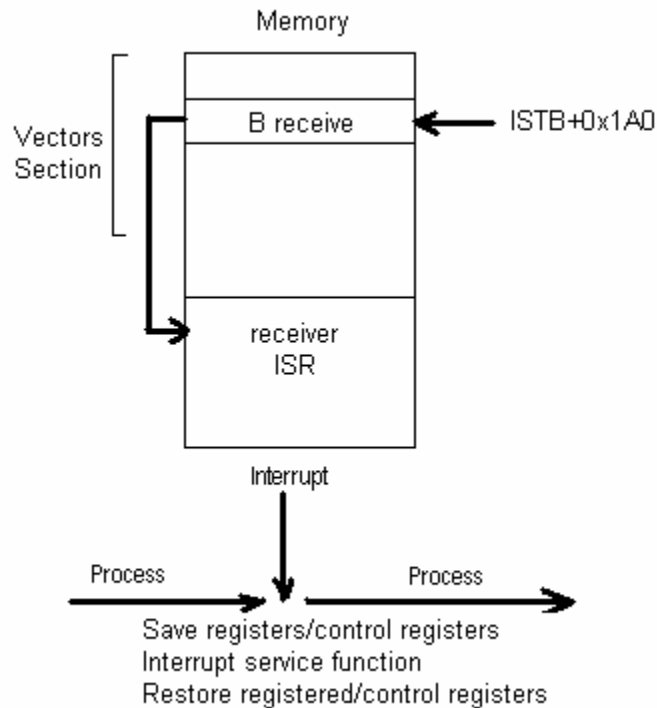 Memory
Vectors
Section
B receive
ISTB+0x1A0
receiver
ISR
Interrupt
Process
Process
Save registers/control registers
Interrupt service function
Restore registered/control registers